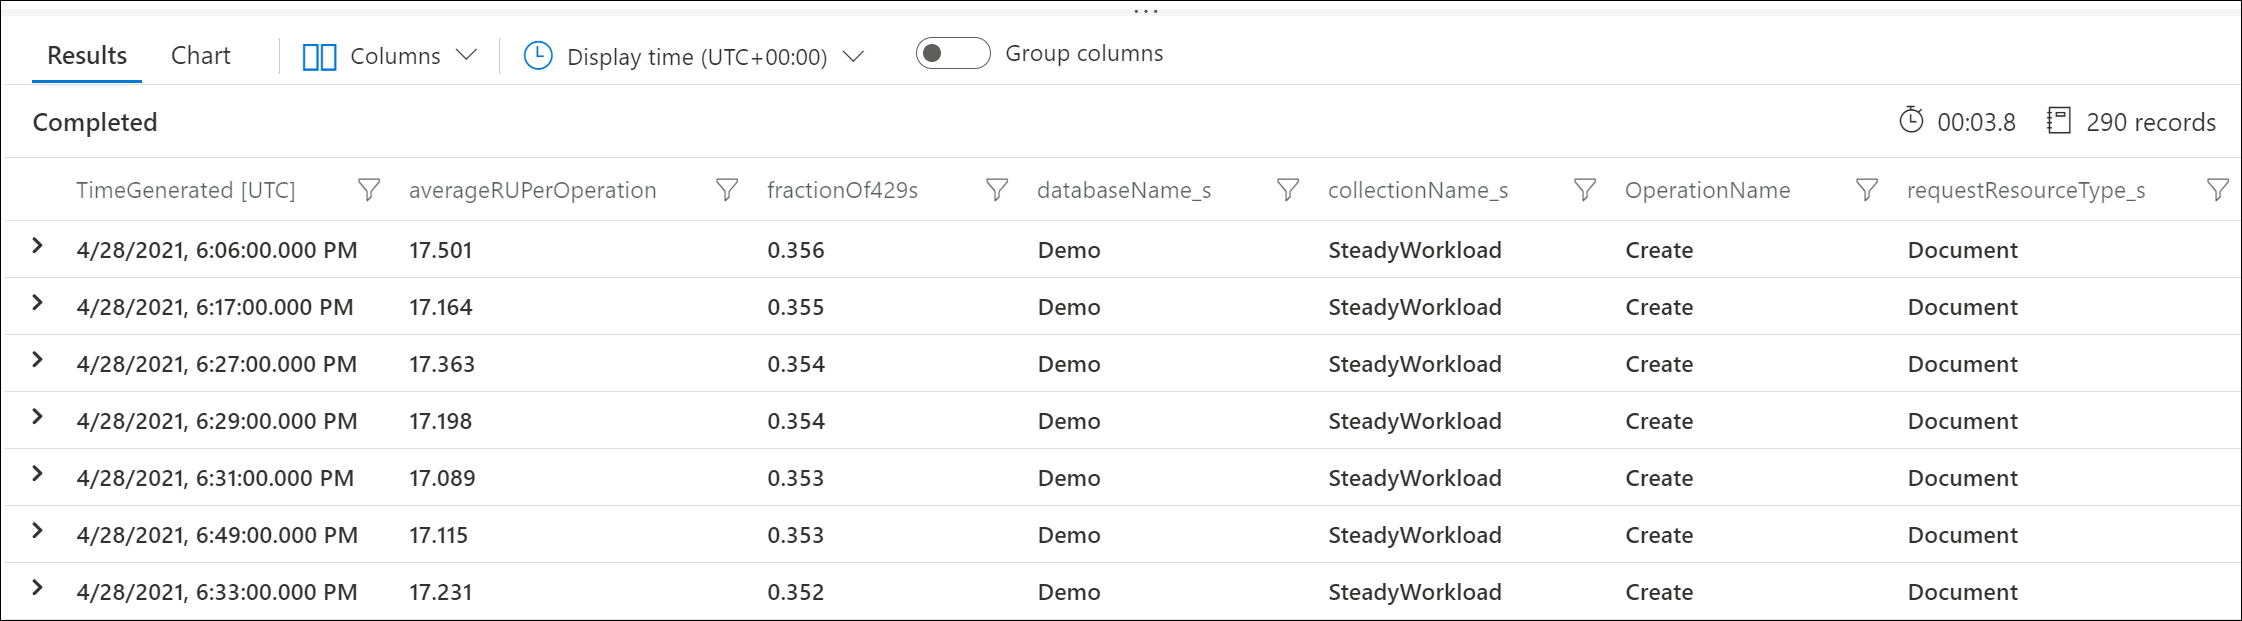 Results Chart Columns Display time (UTC+00:00) Group columns
Completed 00:03.8 290 records
TimeGenerated [UTC] averageRUPerOperation fractionOf429s databaseName_s collectionName_s OperationName requestResourceType_s
4/28/2021, 6:06:00.000 PM 17.501 0.356 Demo SteadyWorkload Create Document
4/28/2021, 6:17:00.000 PM 17.164 0.355 Demo SteadyWorkload Create Document
4/28/2021, 6:27:00.000 PM 17.363 0.354 Demo SteadyWorkload Create Document
4/28/2021, 6:29:00.000 PM 17.198 0.354 Demo SteadyWorkload Create Document
4/28/2021, 6:31:00.000 PM 17.089 0.353 Demo SteadyWorkload Create Document
4/28/2021, 6:49:00.000 PM 17.115 0.353 Demo SteadyWorkload Create Document
4/28/2021, 6:33:00.000 PM 17.231 0.352 Demo SteadyWorkload Create Document